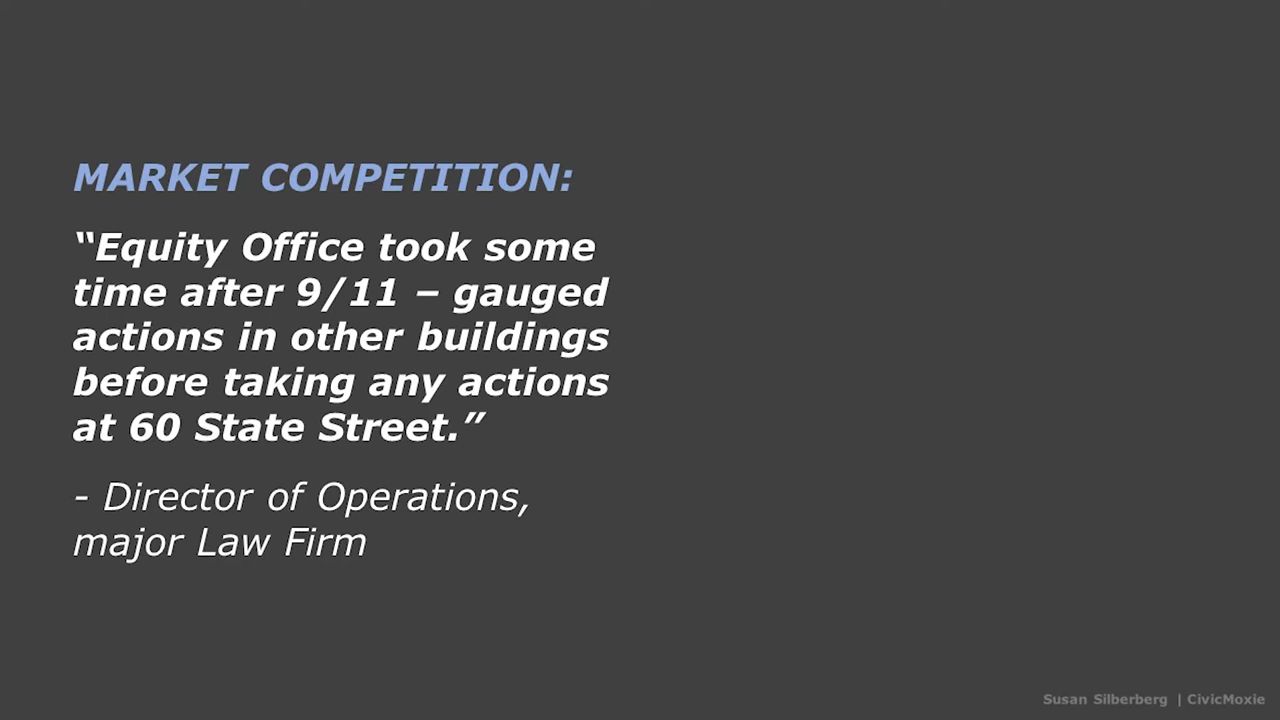 MARKET COMPETITION:
“Equity Office took some
time after 9/11 – gauged
actions in other buildings
before taking any actions
at 60 State Street.”
- Director of Operations,
major Law Firm
Susan Silberberg | CivicMoxie